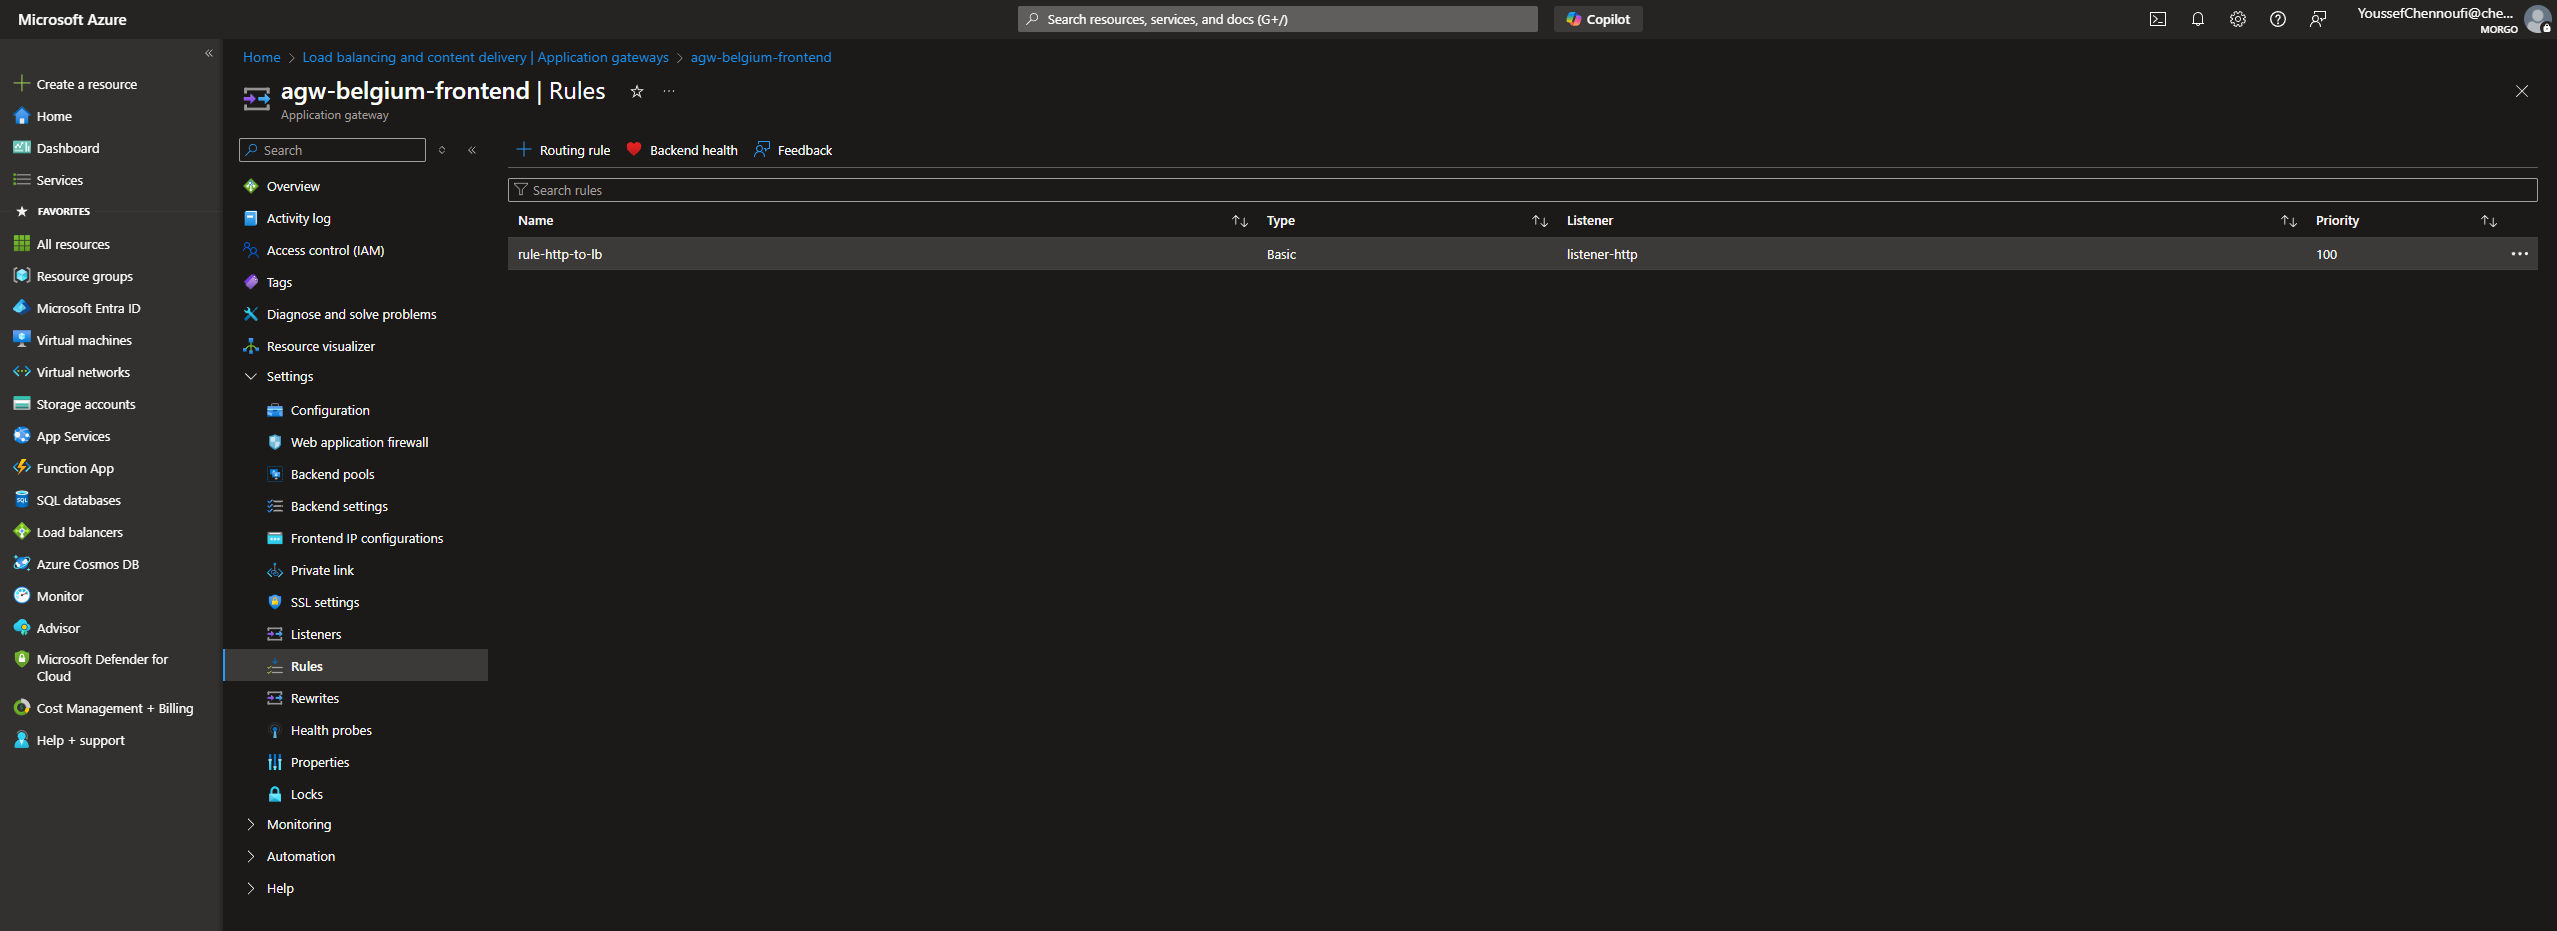 Microsoft Azure
Search resources, services, and docs (G+/)
Copilot
YoussefChennoufi@che...
MORGO
Create a resource
Home
Dashboard
Services
FAVORITES
All resources
Resource groups
Microsoft Entra ID
Virtual machines
Virtual networks
Storage accounts
App Services
Function App
SQL databases
Load balancers
Azure Cosmos DB
Monitor
Advisor
Microsoft Defender for
Cloud
Cost Management + Billing
Help + support
Home > Load balancing and content delivery | Application gateways > agw-belgium-frontend
agw-belgium-frontend | Rules
Application gateway
Search
Overview
Activity log
Access control (IAM)
Tags
Diagnose and solve problems
Resource visualizer
Settings
Configuration
Web application firewall
Backend pools
Backend settings
Frontend IP configurations
Private link
SSL settings
Listeners
Rules
Rewrites
Health probes
Properties
Locks
Monitoring
Automation
Help
Routing rule Backend health Feedback
Search rules
Name Type Listener Priority
rule-http-to-lb Basic listener-http 100